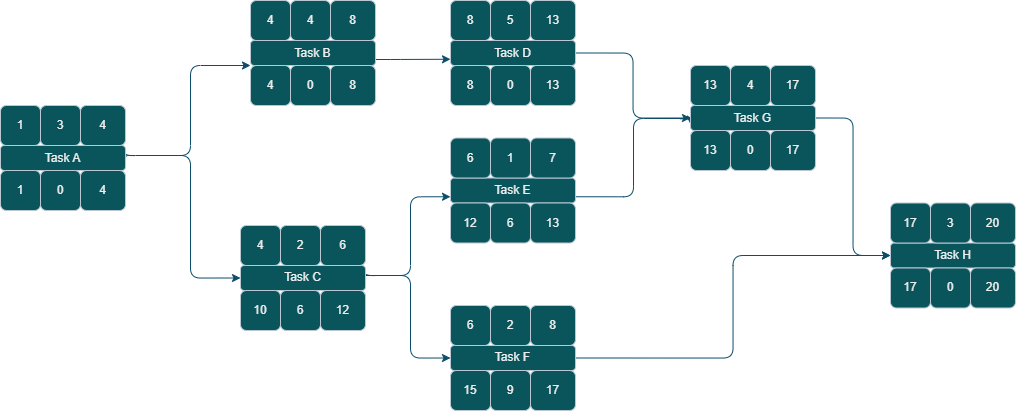 1 3 4
Task A
1 0 4
4 4 8
Task B
4 0 8
4 2 6
Task C
10 6 12
8 5 13
Task D
8 0 13
6 1 7
Task E
12 6 13
6 2 8
Task F
15 9 17
13 4 17
Task G
13 0 17
17 3 20
Task H
17 0 20